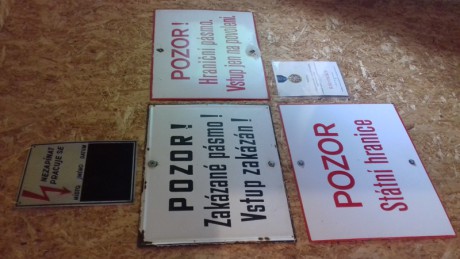 POZOR!
Hraniční pásmo.
Vstup jen na povolení.
POZOR!
Zakázané pásmo!
Vstup zakázán!
POZOR
Státní hranice
NEZAPÍNAT
PRACUJE SE